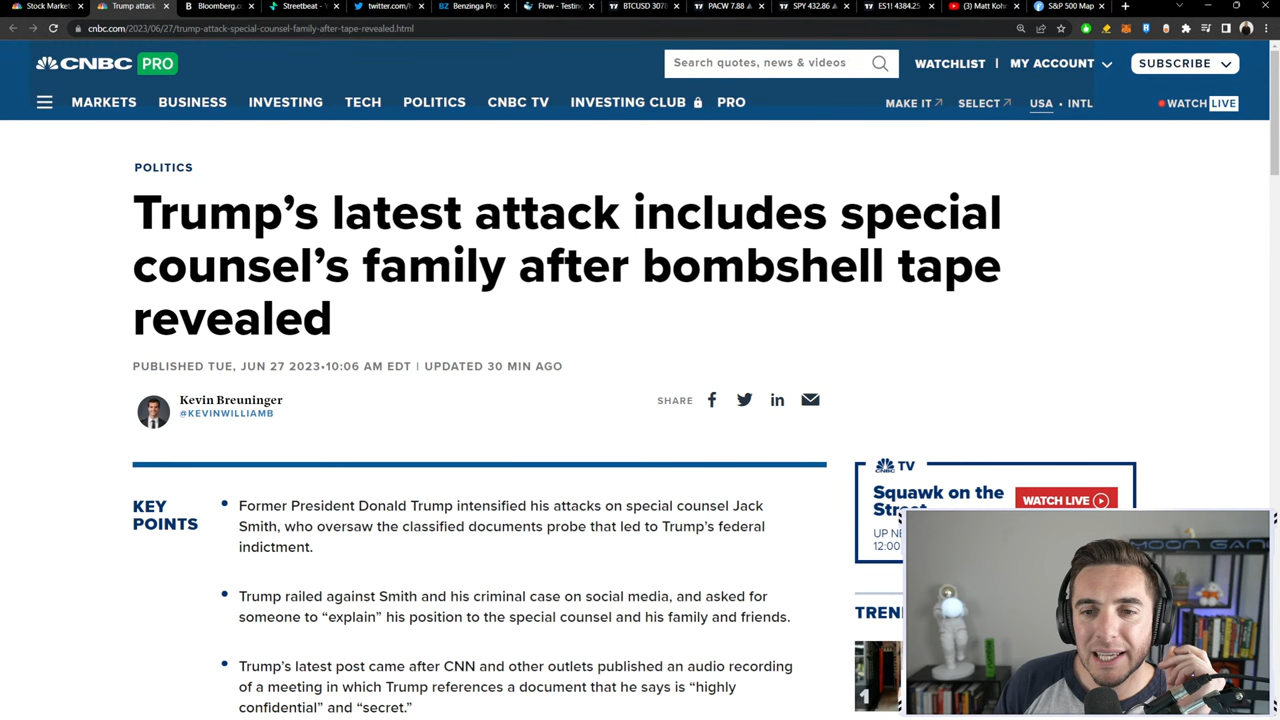 Stock Market
Trump attack
Bloomberg.c
Streetbeat -
twitter.com/h
Benzinga Pro
Flow - Testing
BTCUSD 3078
PACW 7.88
SPY 432.86
ES1! 4384.25
(3) Matt Koh
S&P 500 Map
cnbc.com/2023/06/27/trump-attack-special-counsel-family-after-tape-revealed.html
CNBC PRO
Search quotes, news & videos
WATCHLIST | MY ACCOUNT
SUBSCRIBE
MARKETS BUSINESS INVESTING TECH POLITICS CNBC TV INVESTING CLUB PRO
MAKE IT SELECT USA • INTL
WATCH LIVE
POLITICS
Trump’s latest attack includes special
counsel’s family after bombshell tape
revealed
PUBLISHED TUE, JUN 27 2023•10:06 AM EDT | UPDATED 30 MIN AGO
Kevin Breuninger
@KEVINWILLIAMB
SHARE
KEY
POINTS
Former President Donald Trump intensified his attacks on special counsel Jack
Smith, who oversaw the classified documents probe that led to Trump’s federal
indictment.
Trump railed against Smith and his criminal case on social media, and asked for
someone to “explain” his position to the special counsel and his family and friends.
Trump’s latest post came after CNN and other outlets published an audio recording
of a meeting in which Trump references a document that he says is “highly
confidential” and “secret.”
TV
Squawk on the
WATCH LIVE
12:00
TREN
1
MOON GANG